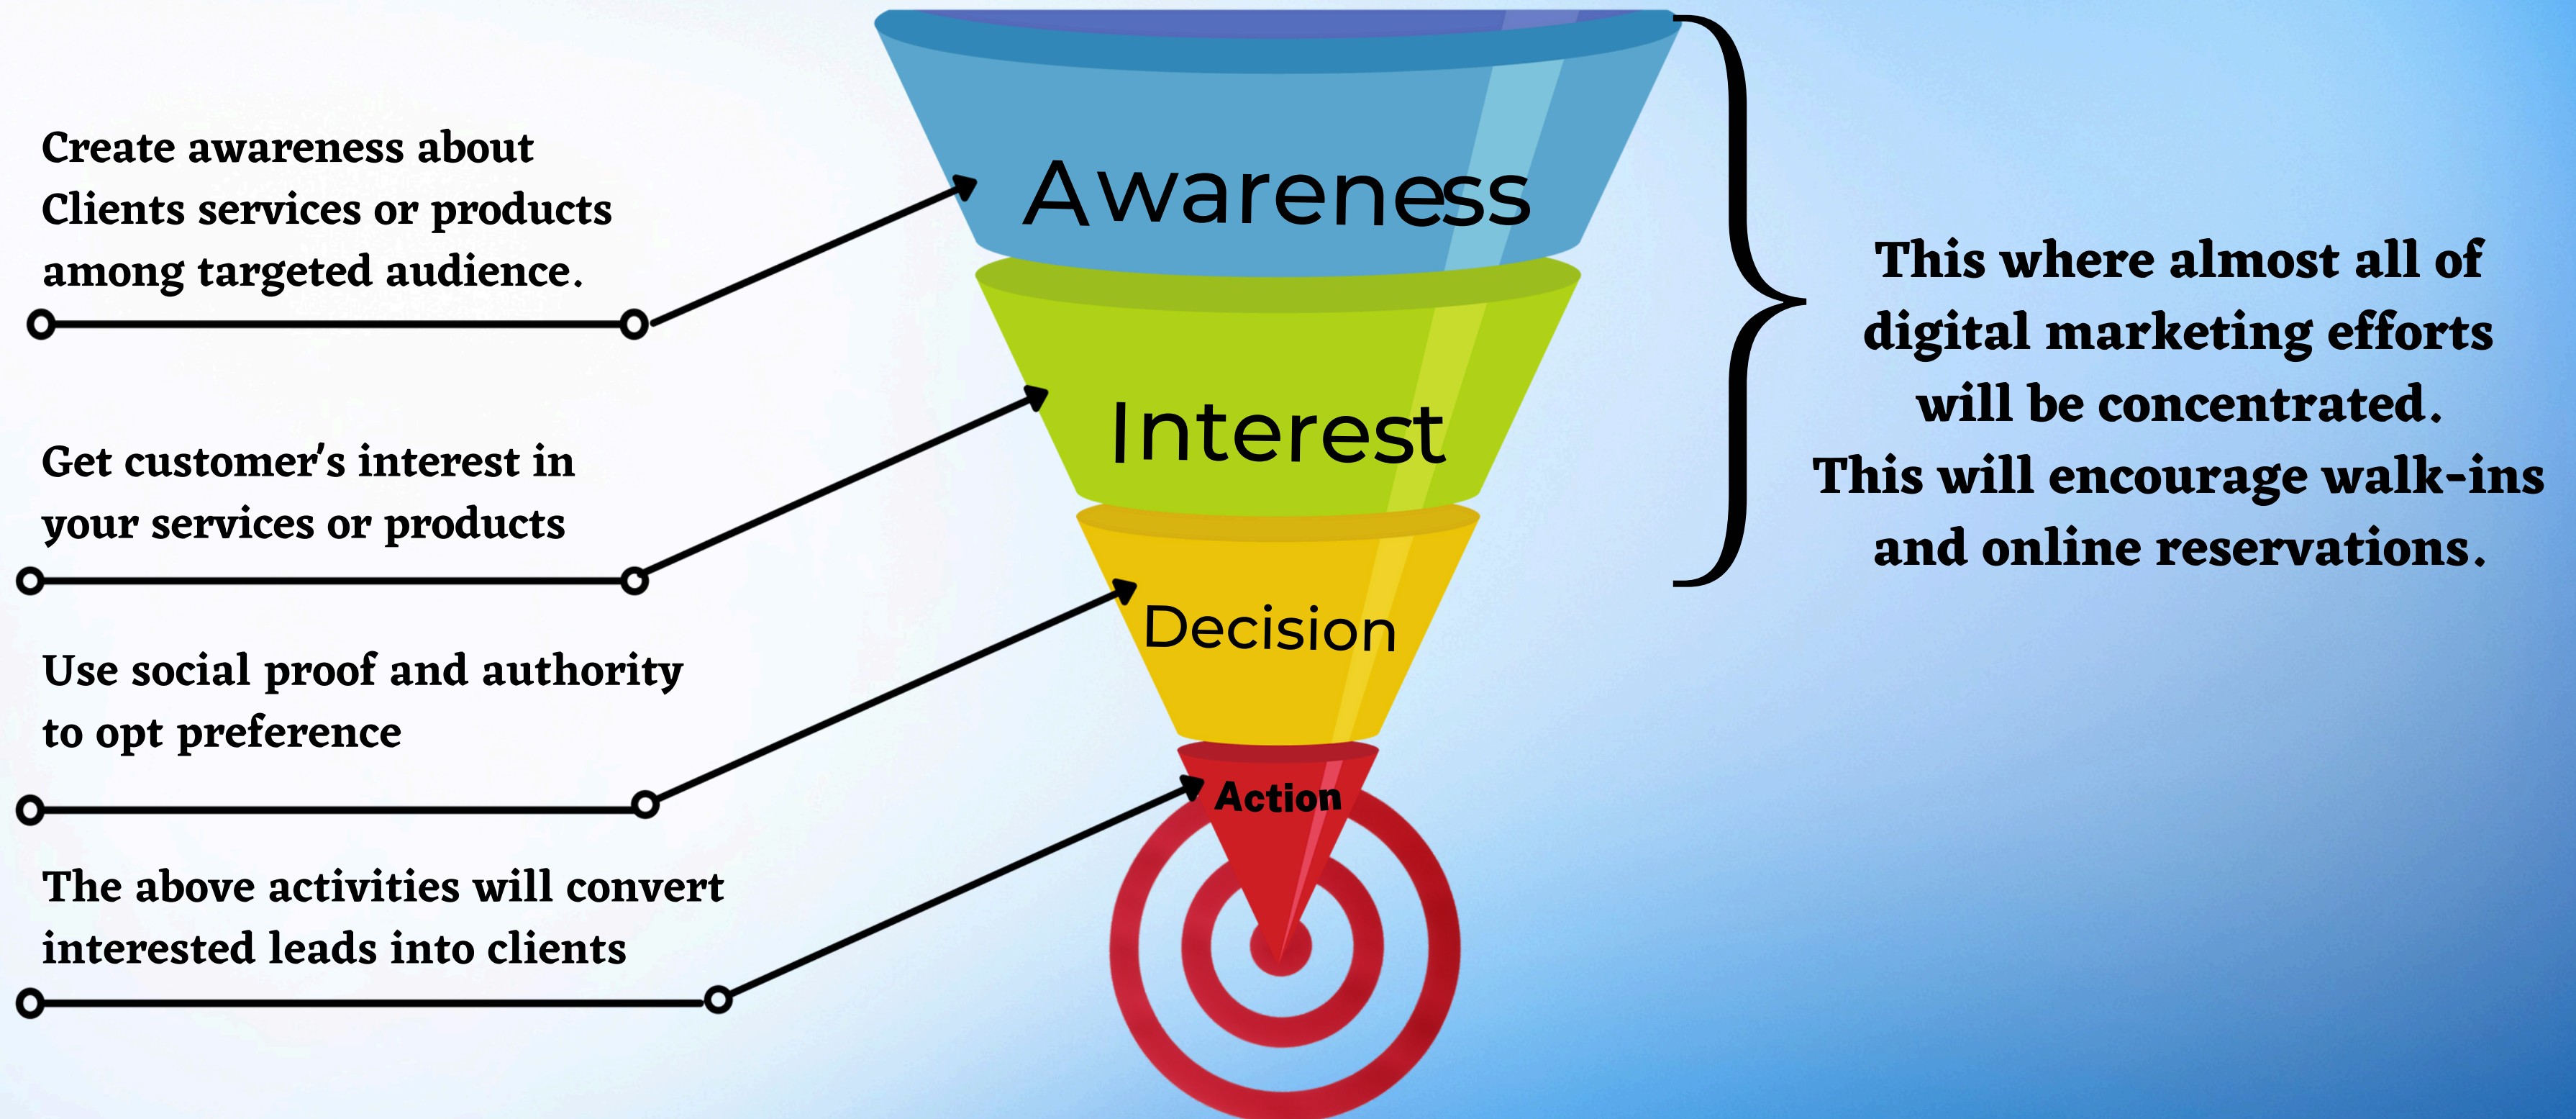 Create awareness about
Clients services or products
among targeted audience.
Get customer's interest in
your services or products
Use social proof and authority
to opt preference
The above activities will convert
interested leads into clients
Awareness
Interest
Decision
Action
This where almost all of
digital marketing efforts
will be concentrated.
This will encourage walk-ins
and online reservations.